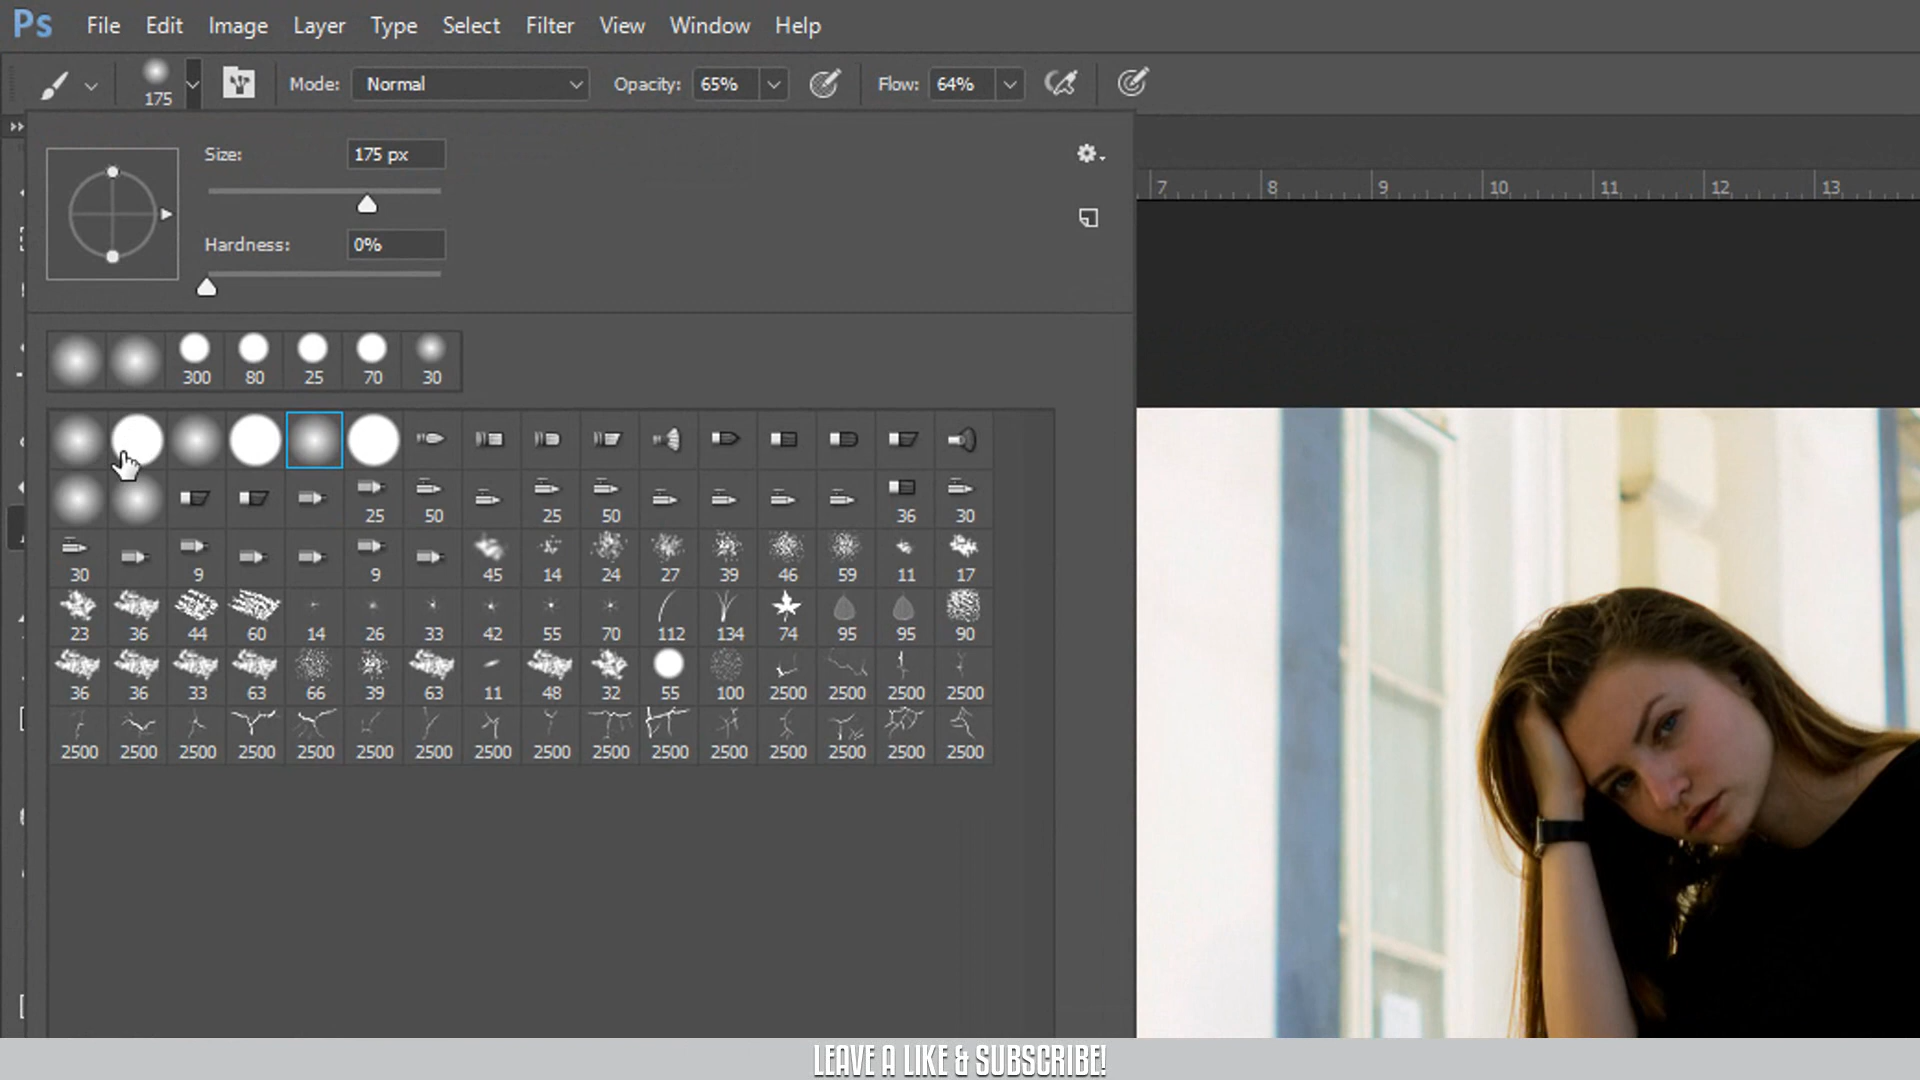 Ps File Edit Image Layer Type Select Filter View Window Help
175 Mode: Normal Opacity: 65% Flow: 64%
Size: 175 px
7 8 9 10 11 12 13
Hardness: 0%
300 80 25 70 30
25 50 25 50 36 30
30 9 9 45 14 24 27 39 46 59 11 17
23 36 44 60 14 26 33 42 55 70 112 134 74 95 95 90
36 36 33 63 66 39 63 11 48 32 55 100 2500 2500 2500 2500
2500 2500 2500 2500 2500 2500 2500 2500 2500 2500 2500 2500 2500 2500 2500 2500
LEAVE A LIKE & SUBSCRIBE!